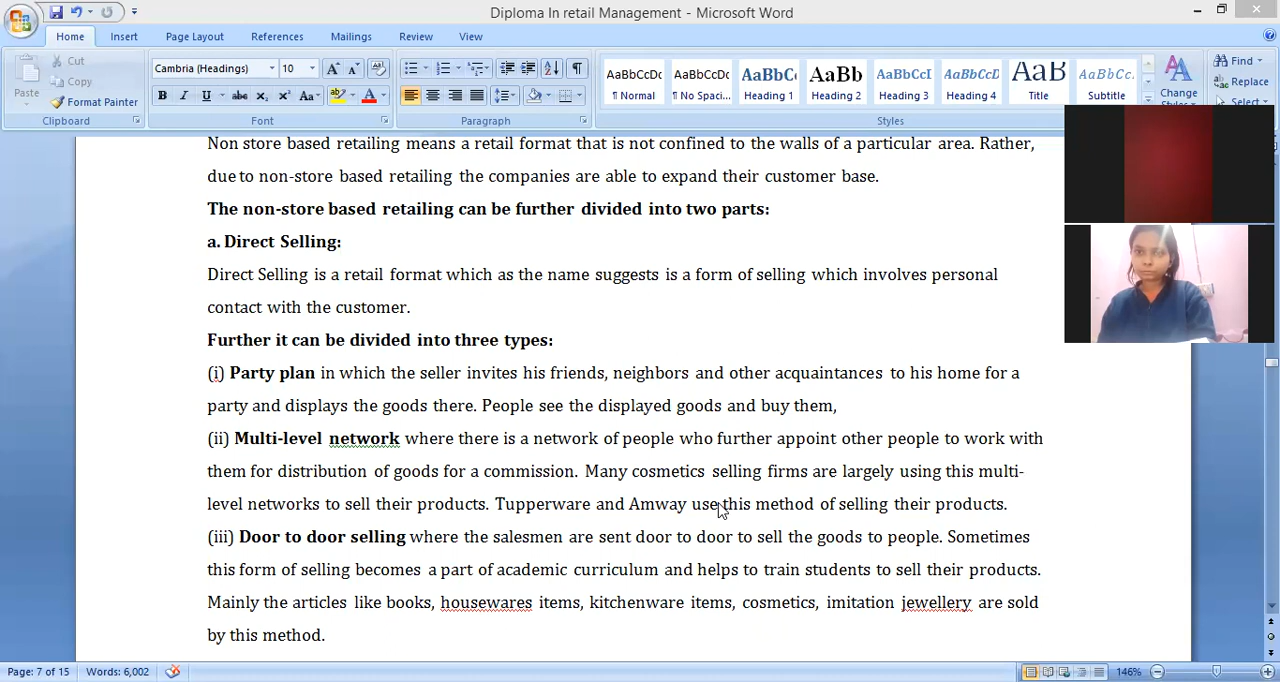 Diploma In retail Management - Microsoft Word
Home Insert Page Layout References Mailings Review View
Paste
Cut
Copy
Format Painter
Clipboard
Cambria (Headings) 10
Font
Paragraph
AaBbCcDc AaBbCcDc AaBbC AaBb AaBbCcI AaBbCcI AaB AaBbCcI
¶ Normal ¶ No Spaci... Heading 1 Heading 2 Heading 3 Heading 4 Title Subtitle
Change
Styles
Styles
Find
Replace
Select
Non store based retailing means a retail format that is not confined to the walls of a particular area. Rather,
due to non-store based retailing the companies are able to expand their customer base.
The non-store based retailing can be further divided into two parts:
a. Direct Selling:
Direct Selling is a retail format which as the name suggests is a form of selling which involves personal
contact with the customer.
Further it can be divided into three types:
(i) Party plan in which the seller invites his friends, neighbors and other acquaintances to his home for a
party and displays the goods there. People see the displayed goods and buy them,
(ii) Multi-level network where there is a network of people who further appoint other people to work with
them for distribution of goods for a commission. Many cosmetics selling firms are largely using this multi-
level networks to sell their products. Tupperware and Amway use this method of selling their products.
(iii) Door to door selling where the salesmen are sent door to door to sell the goods to people. Sometimes
this form of selling becomes a part of academic curriculum and helps to train students to sell their products.
Mainly the articles like books, housewares items, kitchenware items, cosmetics, imitation jewellery are sold
by this method.
Page: 7 of 15 Words: 6,002 146%